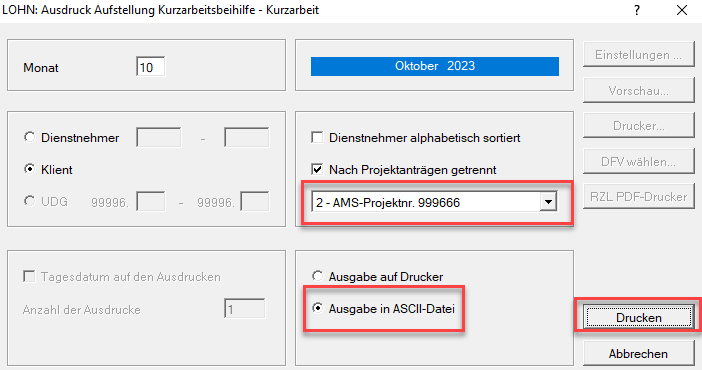 LOHN: Ausdruck Aufstellung Kurzarbeitsbeihilfe - Kurzarbeit ?
Monat 10
Oktober 2023
Einstellungen ...
Vorschau...
Drucker...
DFV wählen...
RZL PDF-Drucker
Dienstnehmer -
Klient
UDG 99996. - 99996.
Dienstnehmer alphabetisch sortiert
Nach Projektanträgen getrennt
2 - AMS-Projektnr. 999666
Tagesdatum auf den Ausdrucken
Anzahl der Ausdrucke 1
Ausgabe auf Drucker
Ausgabe in ASCII-Datei
Drucken
Abbrechen